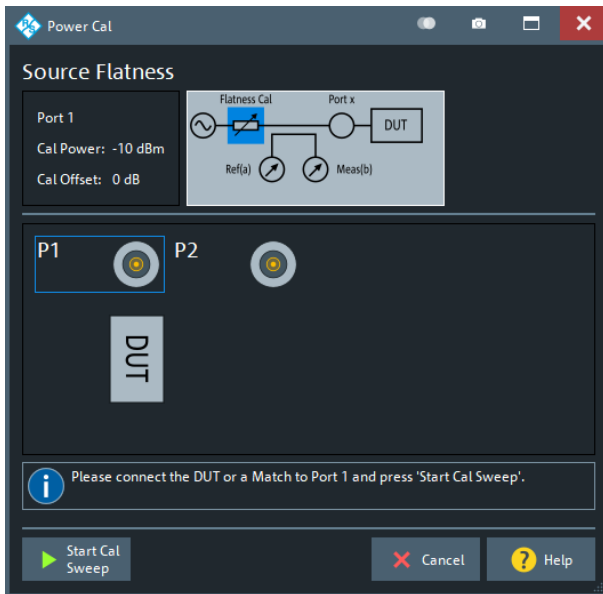 Power Cal
Source Flatness
Port 1
Cal Power: -10 dBm
Cal Offset: 0 dB
Flatness Cal
Port x
DUT
Ref(a)
Meas(b)
P1
P2
DUT
Please connect the DUT or a Match to Port 1 and press 'Start Cal Sweep'.
Start Cal
Sweep
Cancel
Help